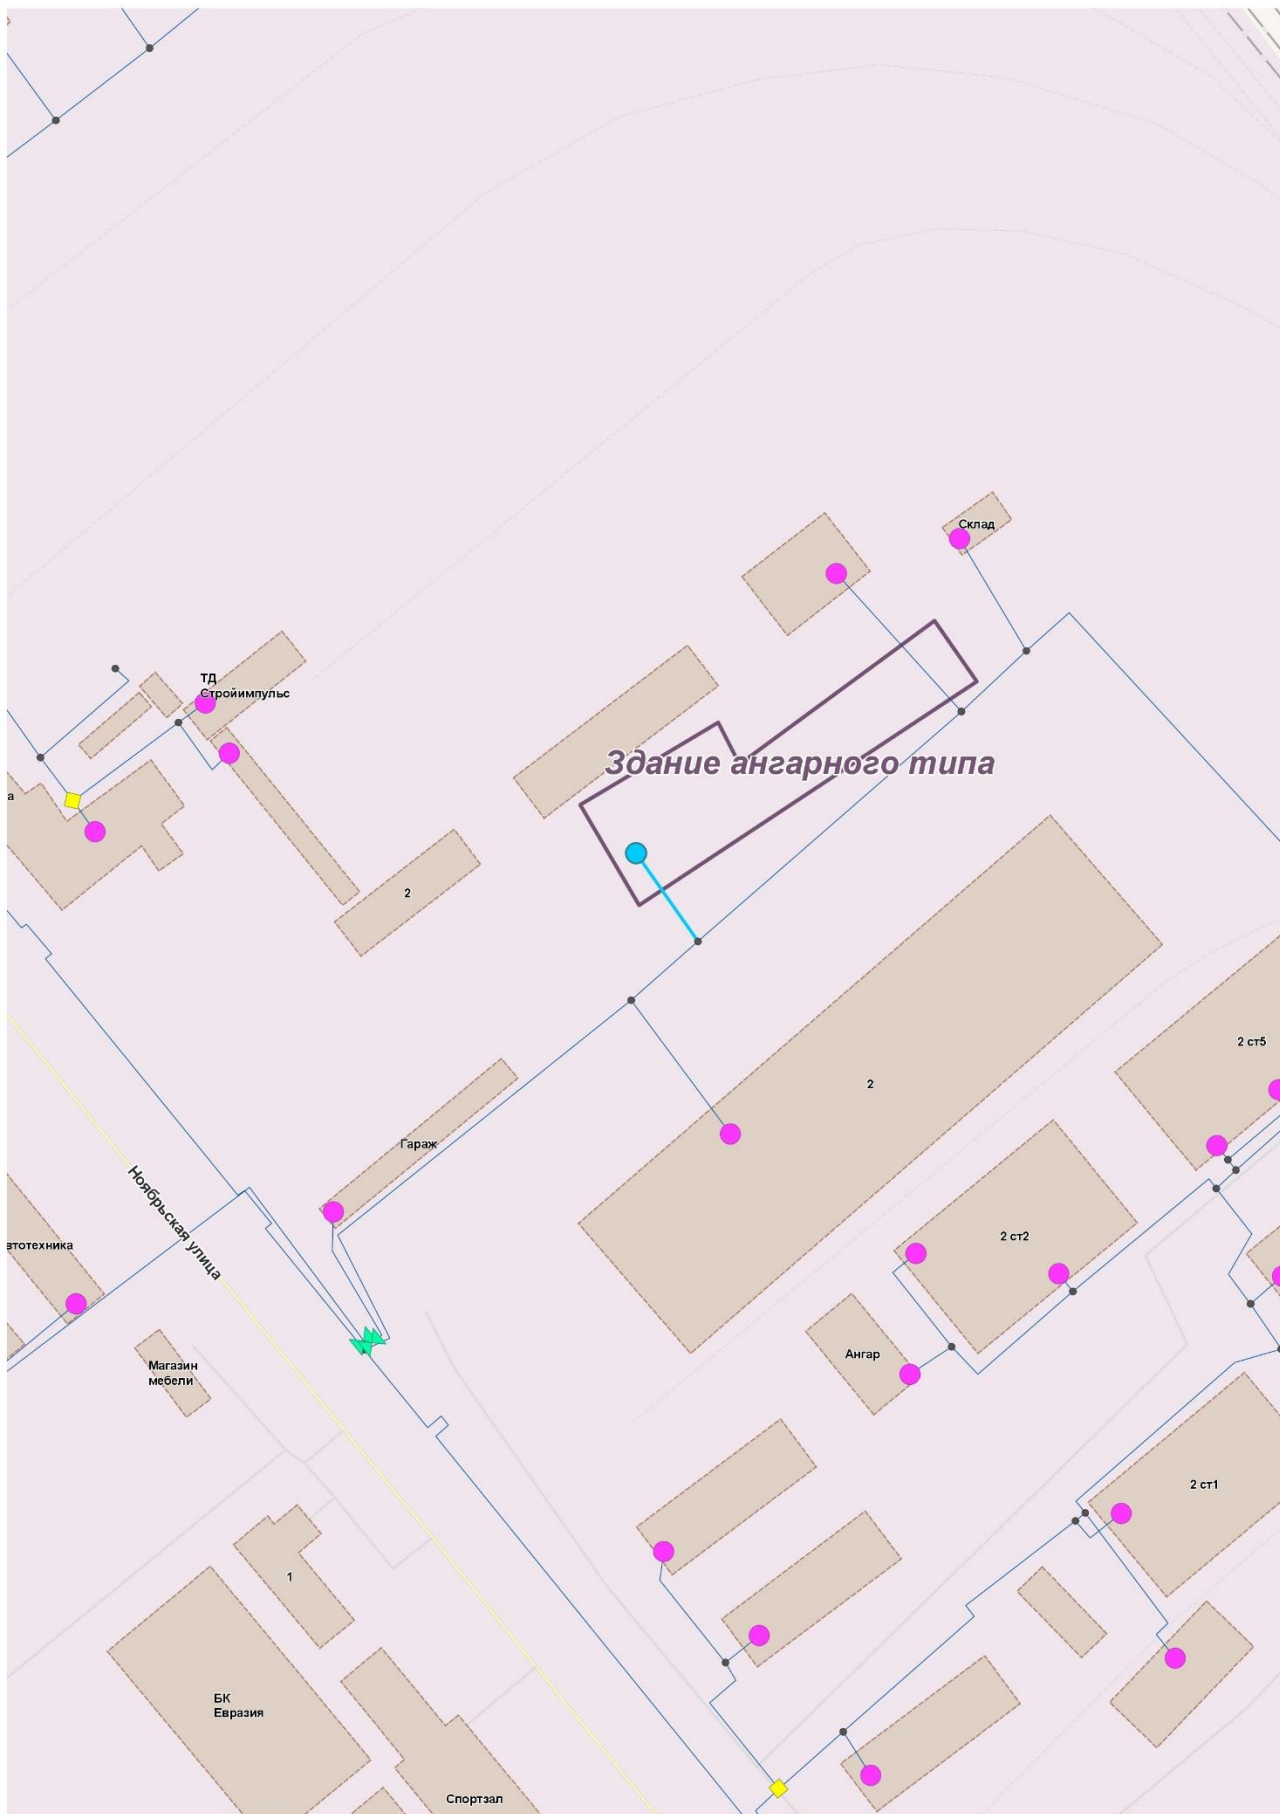 Склад
ТД
Стройимпульс
Здание ангарного типа
а
2
2 ст5
2
Гараж
Ноябрьская улица
втотехника
2 ст2
Ангар
Магазин
мебели
2 ст1
1
БК
Евразия
Спортзал